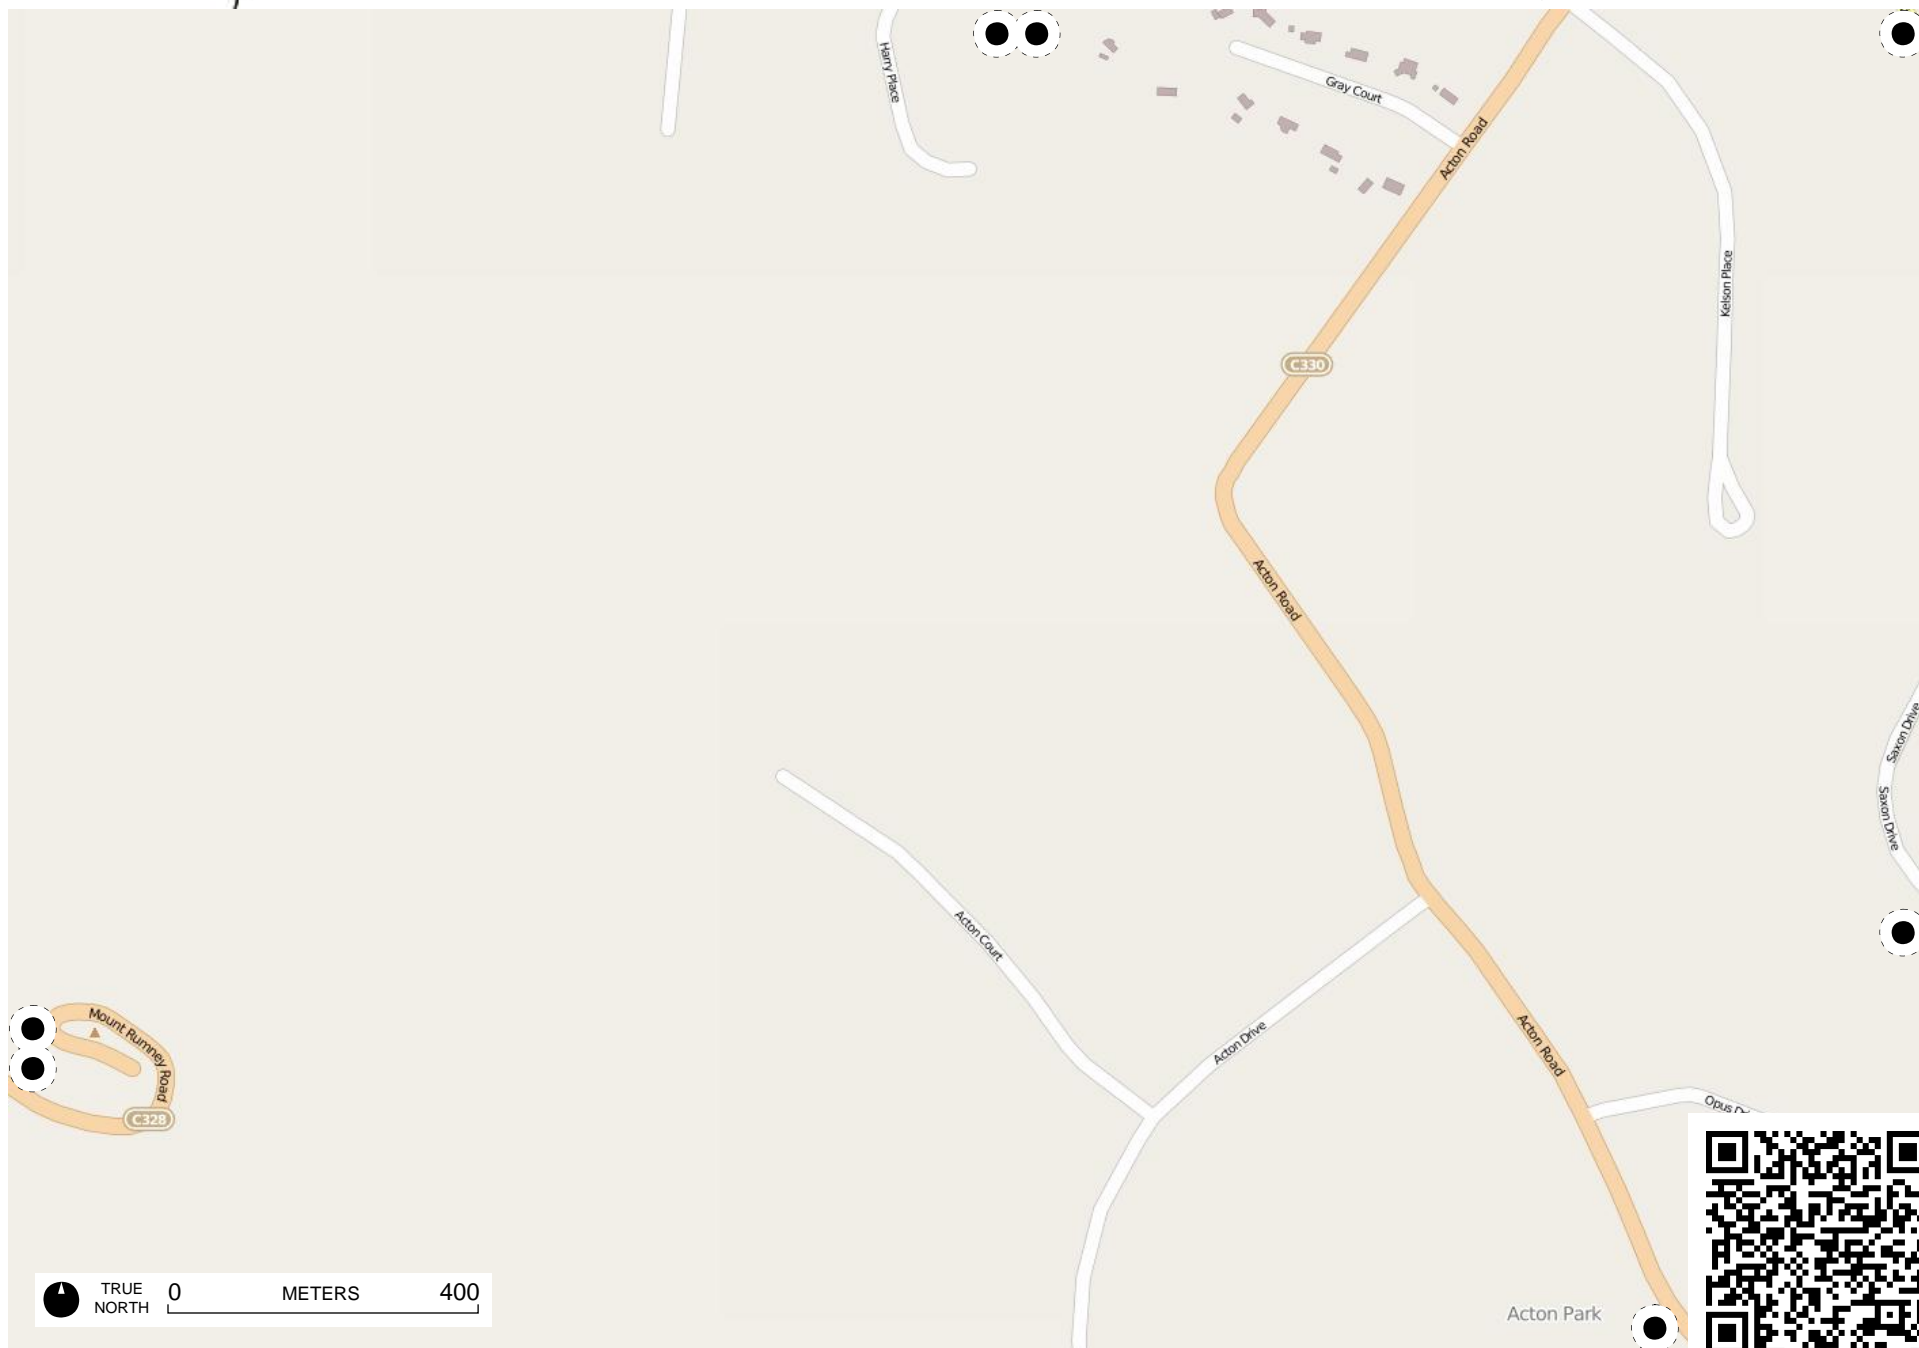 Harry Place
Gray Court
Acton Road
Kelson Place
C330
Acton Road
Saxon Drive
Saxon Drive
Acton Court
Mount Rumney Road
Acton Drive
Acton Road
C328
Opus
TRUE
NORTH
0 METERS 400
Acton Park